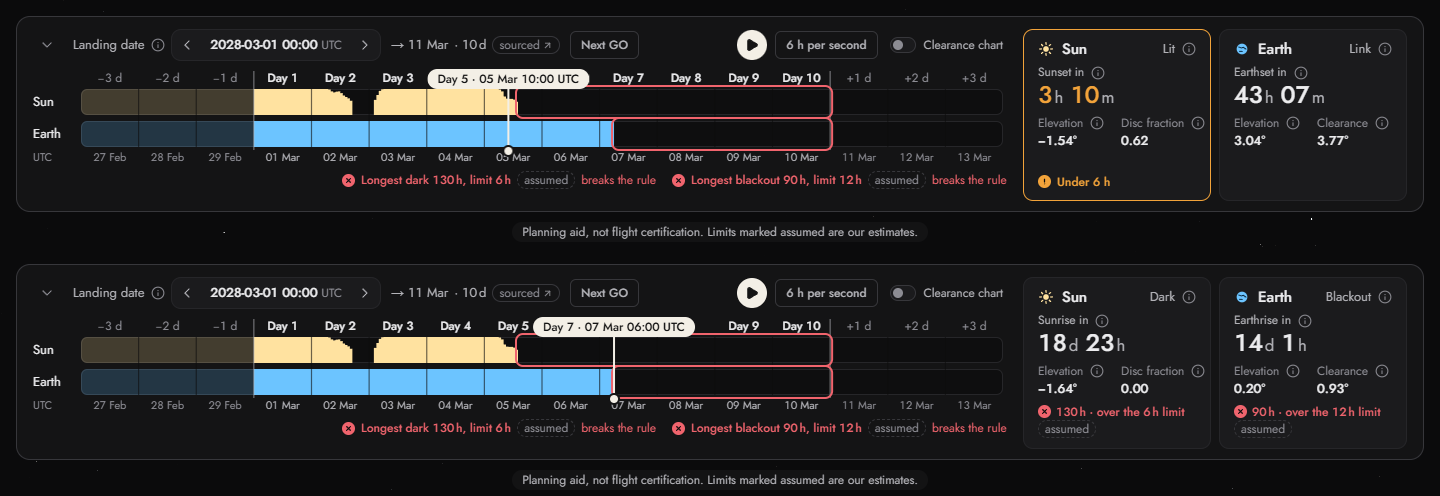 Landing date 2028-03-01 00:00 UTC → 11 Mar · 10 d sourced ↗ Next GO 6 h per second Clearance chart
−3 d −2 d −1 d Day 1 Day 2 Day 3 Day 5 · 05 Mar 10:00 UTC Day 7 Day 8 Day 9 Day 10 +1 d +2 d +3 d
Sun
Earth
UTC 27 Feb 28 Feb 29 Feb 01 Mar 02 Mar 03 Mar 04 Mar 05 Mar 06 Mar 07 Mar 08 Mar 09 Mar 10 Mar 11 Mar 12 Mar 13 Mar
Longest dark 130 h, limit 6 h assumed breaks the rule Longest blackout 90 h, limit 12 h assumed breaks the rule
Sun Lit
Sunset in
3 h 10 m
Elevation Disc fraction
−1.54° 0.62
Under 6 h
Earth Link
Earthset in
43 h 07 m
Elevation Clearance
3.04° 3.77°
Planning aid, not flight certification. Limits marked assumed are our estimates.
Landing date 2028-03-01 00:00 UTC → 11 Mar · 10 d sourced ↗ Next GO 6 h per second Clearance chart
−3 d −2 d −1 d Day 1 Day 2 Day 3 Day 4 Day 5 Day 7 · 07 Mar 06:00 UTC Day 9 Day 10 +1 d +2 d +3 d
Sun
Earth
UTC 27 Feb 28 Feb 29 Feb 01 Mar 02 Mar 03 Mar 04 Mar 05 Mar 06 Mar 07 Mar 08 Mar 09 Mar 10 Mar 11 Mar 12 Mar 13 Mar
Longest dark 130 h, limit 6 h assumed breaks the rule Longest blackout 90 h, limit 12 h assumed breaks the rule
Sun Dark
Sunrise in
18 d 23 h
Elevation Disc fraction
−1.64° 0.00
130 h · over the 6 h limit
assumed
Earth Blackout
Earthrise in
14 d 1 h
Elevation Clearance
0.20° 0.93°
90 h · over the 12 h limit
assumed
Planning aid, not flight certification. Limits marked assumed are our estimates.